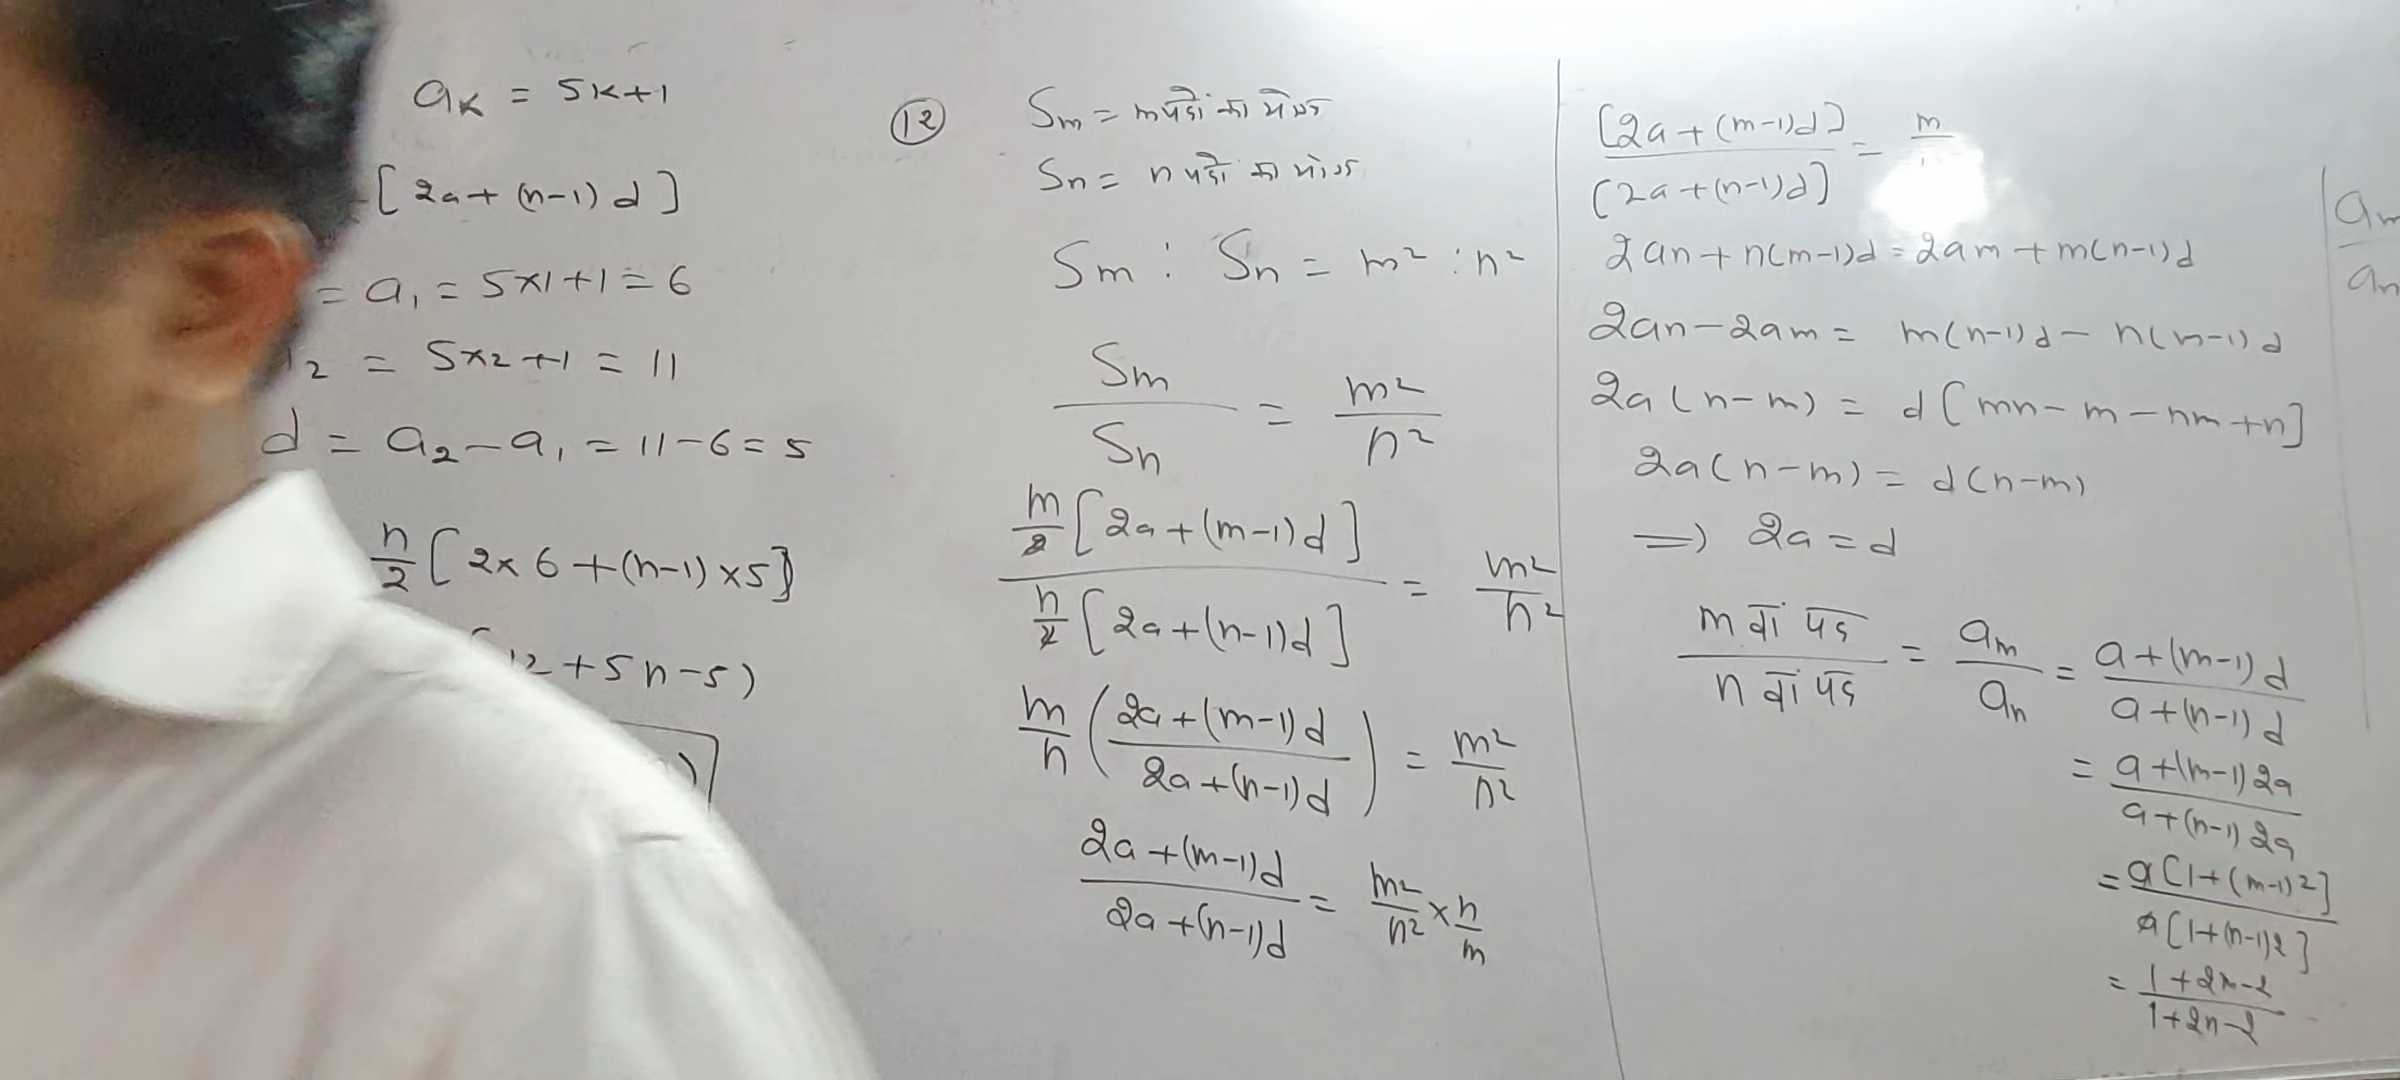 aₖ = 5k+1
[2a + (n-1) d]
= a₁ = 5×1+1 = 6
₂ = 5×2+1 = 11
d = a₂ - a₁ = 11-6 = 5
n/2 [2×6 + (n-1)×5]
12 + 5n - 5)
)
(12) Sm = m पदों का योग
Sn = n पदों का योग
Sm : Sn = m² : n²
Sm/Sn = m²/n²
m/2 [2a + (m-1)d] / n/2 [2a + (n-1)d] = m²/n²
m/n ( 2a + (m-1)d / 2a + (n-1)d ) = m²/n²
2a + (m-1)d / 2a + (n-1)d = m²/n² × n/m
[2a + (m-1)d] / [2a + (n-1)d] = m
2an + n(m-1)d = 2am + m(n-1)d
2an - 2am = m(n-1)d - n(m-1)d
2a(n-m) = d[mn - m - nm + n]
2a(n-m) = d(n-m)
=) 2a = d
m वां पद / n वां पद = am/an = a + (m-1)d / a + (n-1)d
= a + (m-1)2a / a + (n-1)2a
= a[1 + (m-1)2] / a[1 + (n-1)2]
= 1 + 2m - 2 / 1 + 2n - 2
am/an